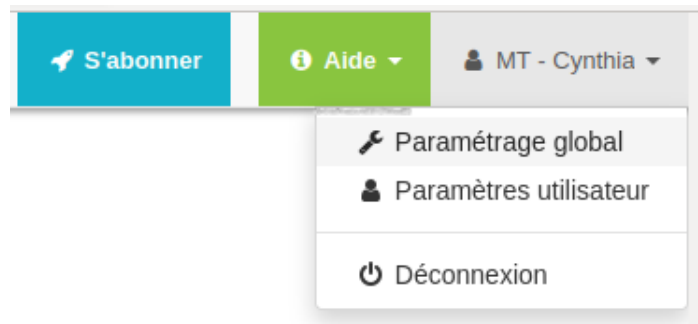 S'abonner
Aide
MT - Cynthia
Paramétrage global
Paramètres utilisateur
Déconnexion